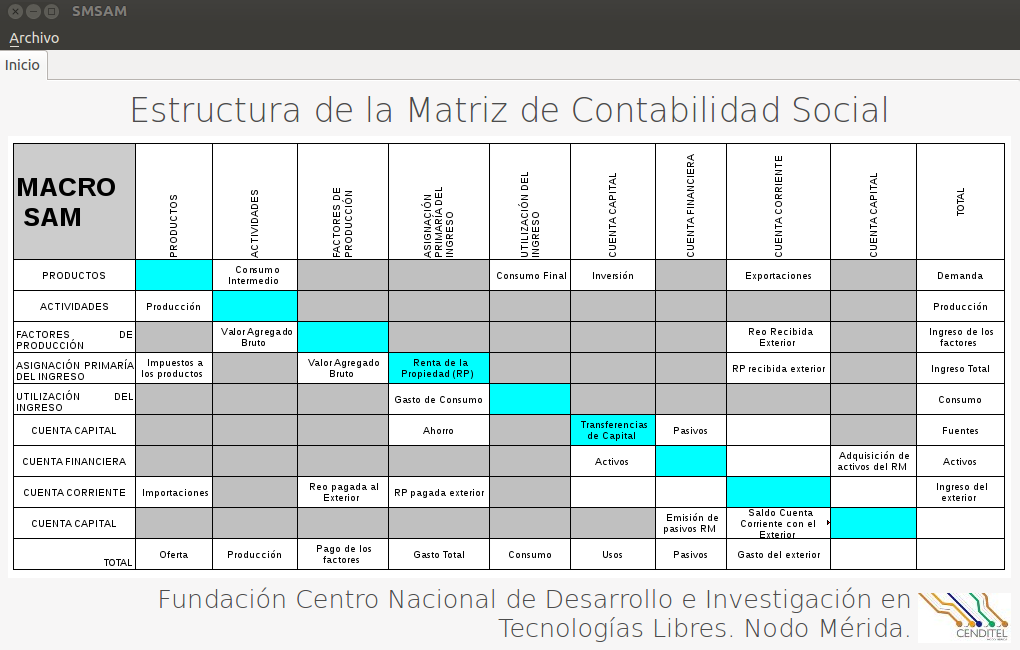 SMSAM
Archivo
Inicio
Estructura de la Matriz de Contabilidad Social
MACRO
SAM
PRODUCTOS
ACTIVIDADES
FACTORES DE
PRODUCCIÓN
ASIGNACIÓN
PRIMARÍA DEL
INGRESO
UTILIZACIÓN DEL
INGRESO
CUENTA CAPITAL
CUENTA FINANCIERA
CUENTA CORRIENTE
CUENTA CAPITAL
TOTAL
PRODUCTOS
Consumo
Intermedio
Consumo Final
Inversión
Exportaciones
Demanda
ACTIVIDADES
Producción
Producción
FACTORES DE
PRODUCCIÓN
Valor Agregado
Bruto
Reo Recibida
Exterior
Ingreso de los
factores
ASIGNACIÓN PRIMARÍA
DEL INGRESO
Impuestos a
los productos
Valor Agregado
Bruto
Renta de la
Propiedad (RP)
RP recibida exterior
Ingreso Total
UTILIZACIÓN DEL
INGRESO
Gasto de Consumo
Consumo
CUENTA CAPITAL
Ahorro
Transferencias
de Capital
Pasivos
Fuentes
CUENTA FINANCIERA
Activos
Adquisición de
activos del RM
Activos
CUENTA CORRIENTE
Importaciones
Reo pagada al
Exterior
RP pagada exterior
Ingreso del
exterior
CUENTA CAPITAL
Emisión de
pasivos RM
Saldo Cuenta
Corriente con el
Exterior
TOTAL
Oferta
Producción
Pago de los
factores
Gasto Total
Consumo
Usos
Pasivos
Gasto del exterior
Fundación Centro Nacional de Desarrollo e Investigación en
Tecnologías Libres. Nodo Mérida.
CENDITEL